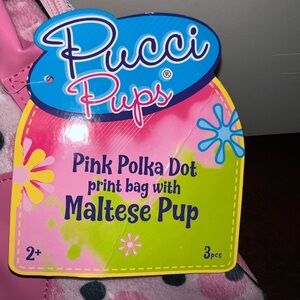 Pucci
Pups®
Pink Polka Dot
print bag with
Maltese Pup
2+
3pcs